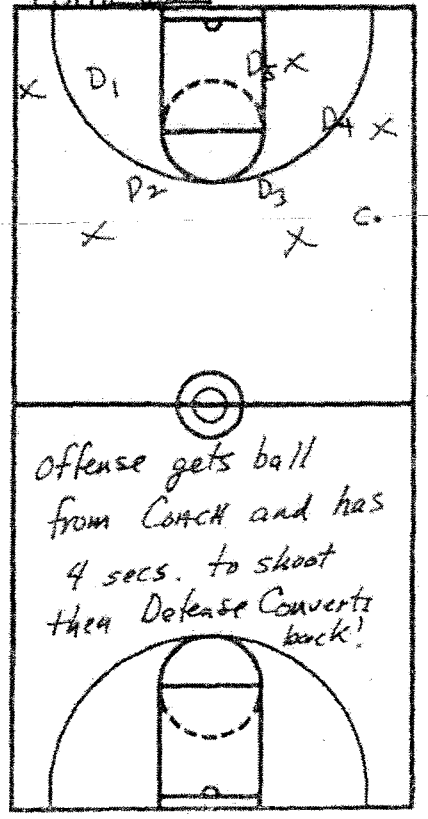 D5 X
D1
X
D4 X
D2 D3
C.
X X
offense gets ball
from COACH and has
4 secs. to shoot
then Defense Converts
back!